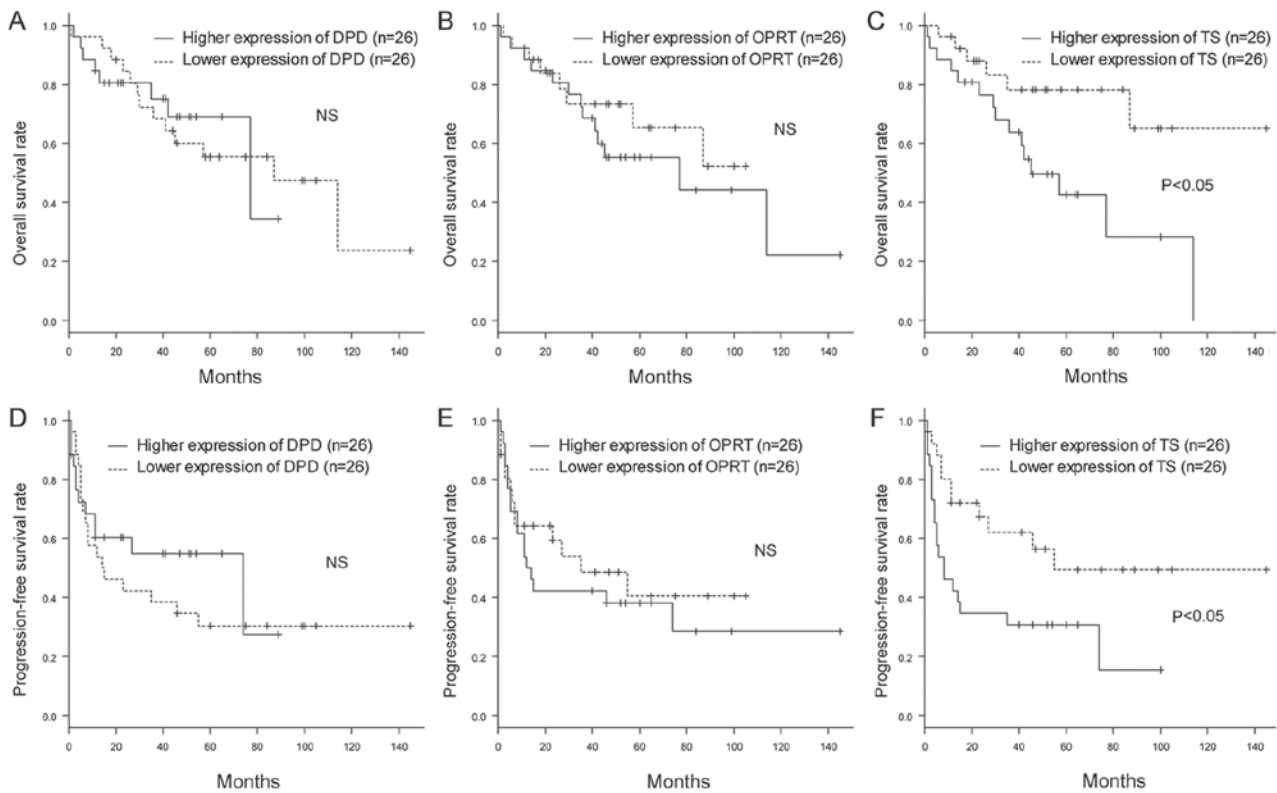 A
Higher expression of DPD (n=26)
Lower expression of DPD (n=26)
NS
Overall survival rate
1.0
0.8
0.6
0.4
0.2
0.0
0 20 40 60 80 100 120 140
Months
B
Higher expression of OPRT (n=26)
Lower expression of OPRT (n=26)
NS
Overall survival rate
1.0
0.8
0.6
0.4
0.2
0.0
0 20 40 60 80 100 120 140
Months
C
Higher expression of TS (n=26)
Lower expression of TS (n=26)
P<0.05
Overall survival rate
1.0
0.8
0.6
0.4
0.2
0.0
0 20 40 60 80 100 120 140
Months
D
Higher expression of DPD (n=26)
Lower expression of DPD (n=26)
NS
Progression-free survival rate
1.0
0.8
0.6
0.4
0.2
0.0
0 20 40 60 80 100 120 140
Months
E
Higher expression of OPRT (n=26)
Lower expression of OPRT (n=26)
NS
Progression-free survival rate
1.0
0.8
0.6
0.4
0.2
0.0
0 20 40 60 80 100 120 140
Months
F
Higher expression of TS (n=26)
Lower expression of TS (n=26)
P<0.05
Progression-free survival rate
1.0
0.8
0.6
0.4
0.2
0.0
0 20 40 60 80 100 120 140
Months